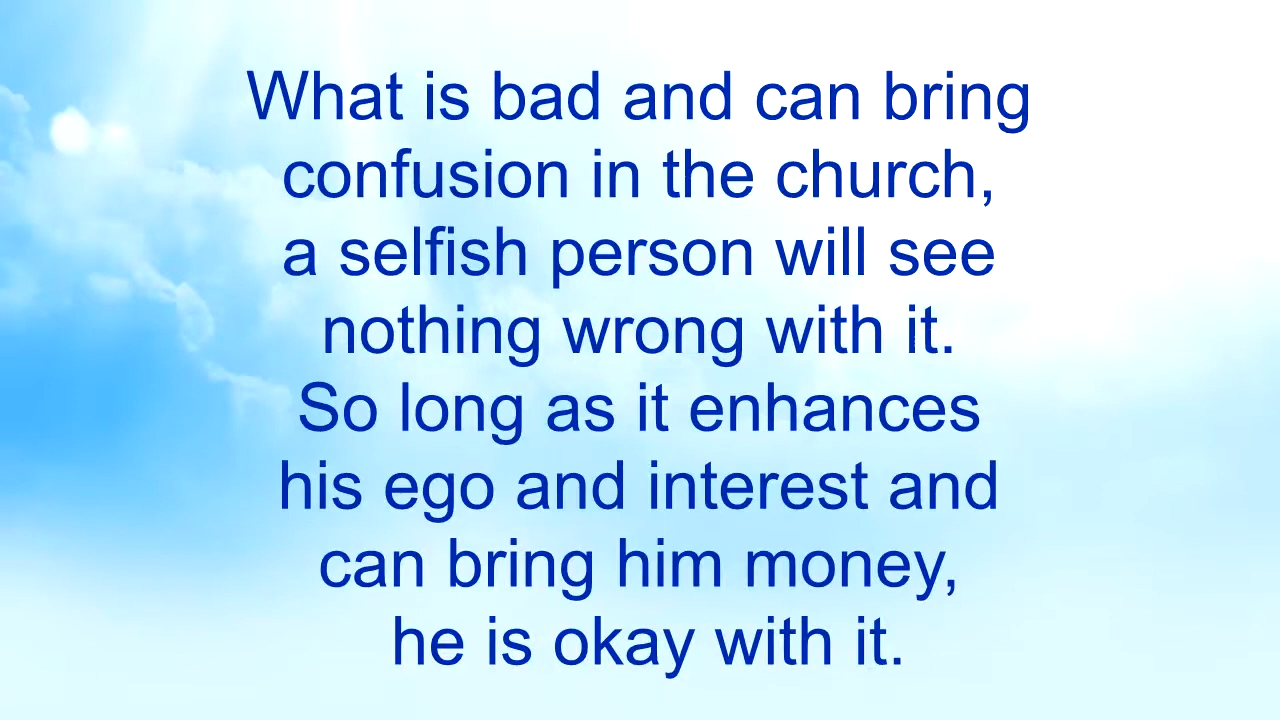 What is bad and can bring
confusion in the church,
a selfish person will see
nothing wrong with it.
So long as it enhances
his ego and interest and
can bring him money,
he is okay with it.